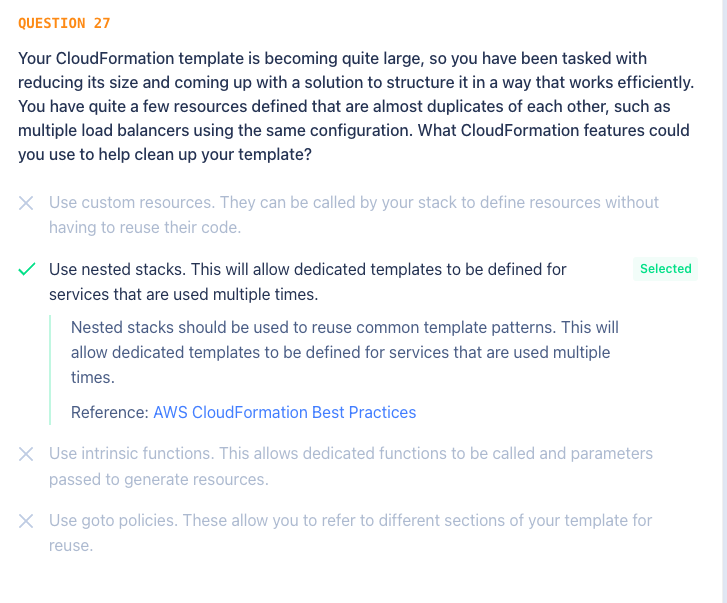 QUESTION 27
Your CloudFormation template is becoming quite large, so you have been tasked with
reducing its size and coming up with a solution to structure it in a way that works efficiently.
You have quite a few resources defined that are almost duplicates of each other, such as
multiple load balancers using the same configuration. What CloudFormation features could
you use to help clean up your template?
Use custom resources. They can be called by your stack to define resources without
having to reuse their code.
Use nested stacks. This will allow dedicated templates to be defined for
services that are used multiple times.
Selected
Nested stacks should be used to reuse common template patterns. This will
allow dedicated templates to be defined for services that are used multiple
times.
Reference: AWS CloudFormation Best Practices
Use intrinsic functions. This allows dedicated functions to be called and parameters
passed to generate resources.
Use goto policies. These allow you to refer to different sections of your template for
reuse.